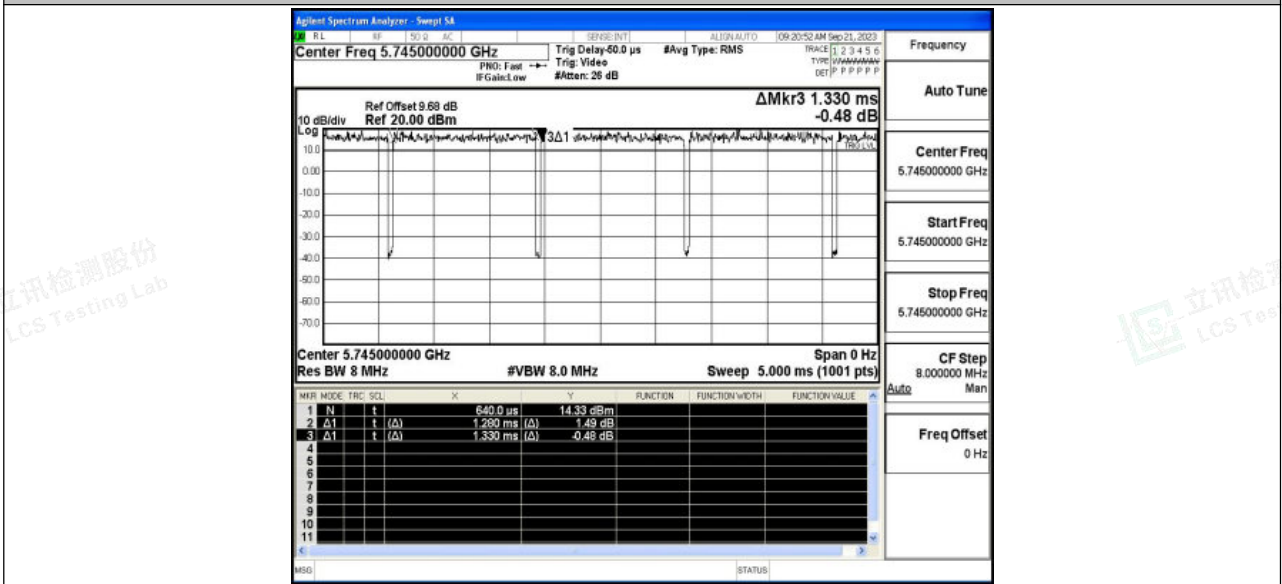 Agilent Spectrum Analyzer - Swept SA
RL RF 50 Ω AC SENSE:INT ALIGN AUTO 09:20:52 AM Sep 21, 2023
Center Freq 5.745000000 GHz Trig Delay-50.0 µs #Avg Type: RMS TRACE 1 2 3 4 5 6 Frequency
PNO: Fast Trig: Video TYPE
IFGain:Low #Atten: 26 dB DET P P P P P P
Auto Tune
ΔMkr3 1.330 ms
Ref Offset 9.68 dB
10 dB/div Ref 20.00 dBm -0.48 dB
Log
3Δ1
TRIG LVL
10.0
0.00
-10.0
-20.0
-30.0
-40.0
-50.0
-60.0
-70.0
Center Freq
5.745000000 GHz
Start Freq
5.745000000 GHz
Stop Freq
5.745000000 GHz
Center 5.745000000 GHz Span 0 Hz
Res BW 8 MHz #VBW 8.0 MHz Sweep 5.000 ms (1001 pts)
CF Step
8.000000 MHz
Auto Man
MKR MODE TRC SCL X Y FUNCTION FUNCTION WIDTH FUNCTION VALUE
1 N t 640.0 µs 14.33 dBm
2 Δ1 t (Δ) 1.280 ms (Δ) 1.49 dB
3 Δ1 t (Δ) 1.330 ms (Δ) -0.48 dB
4
5
6
7
8
9
10
11
Freq Offset
0 Hz
MSG STATUS
立讯检测股份
LCS Testing Lab
立讯检
LCS Tes